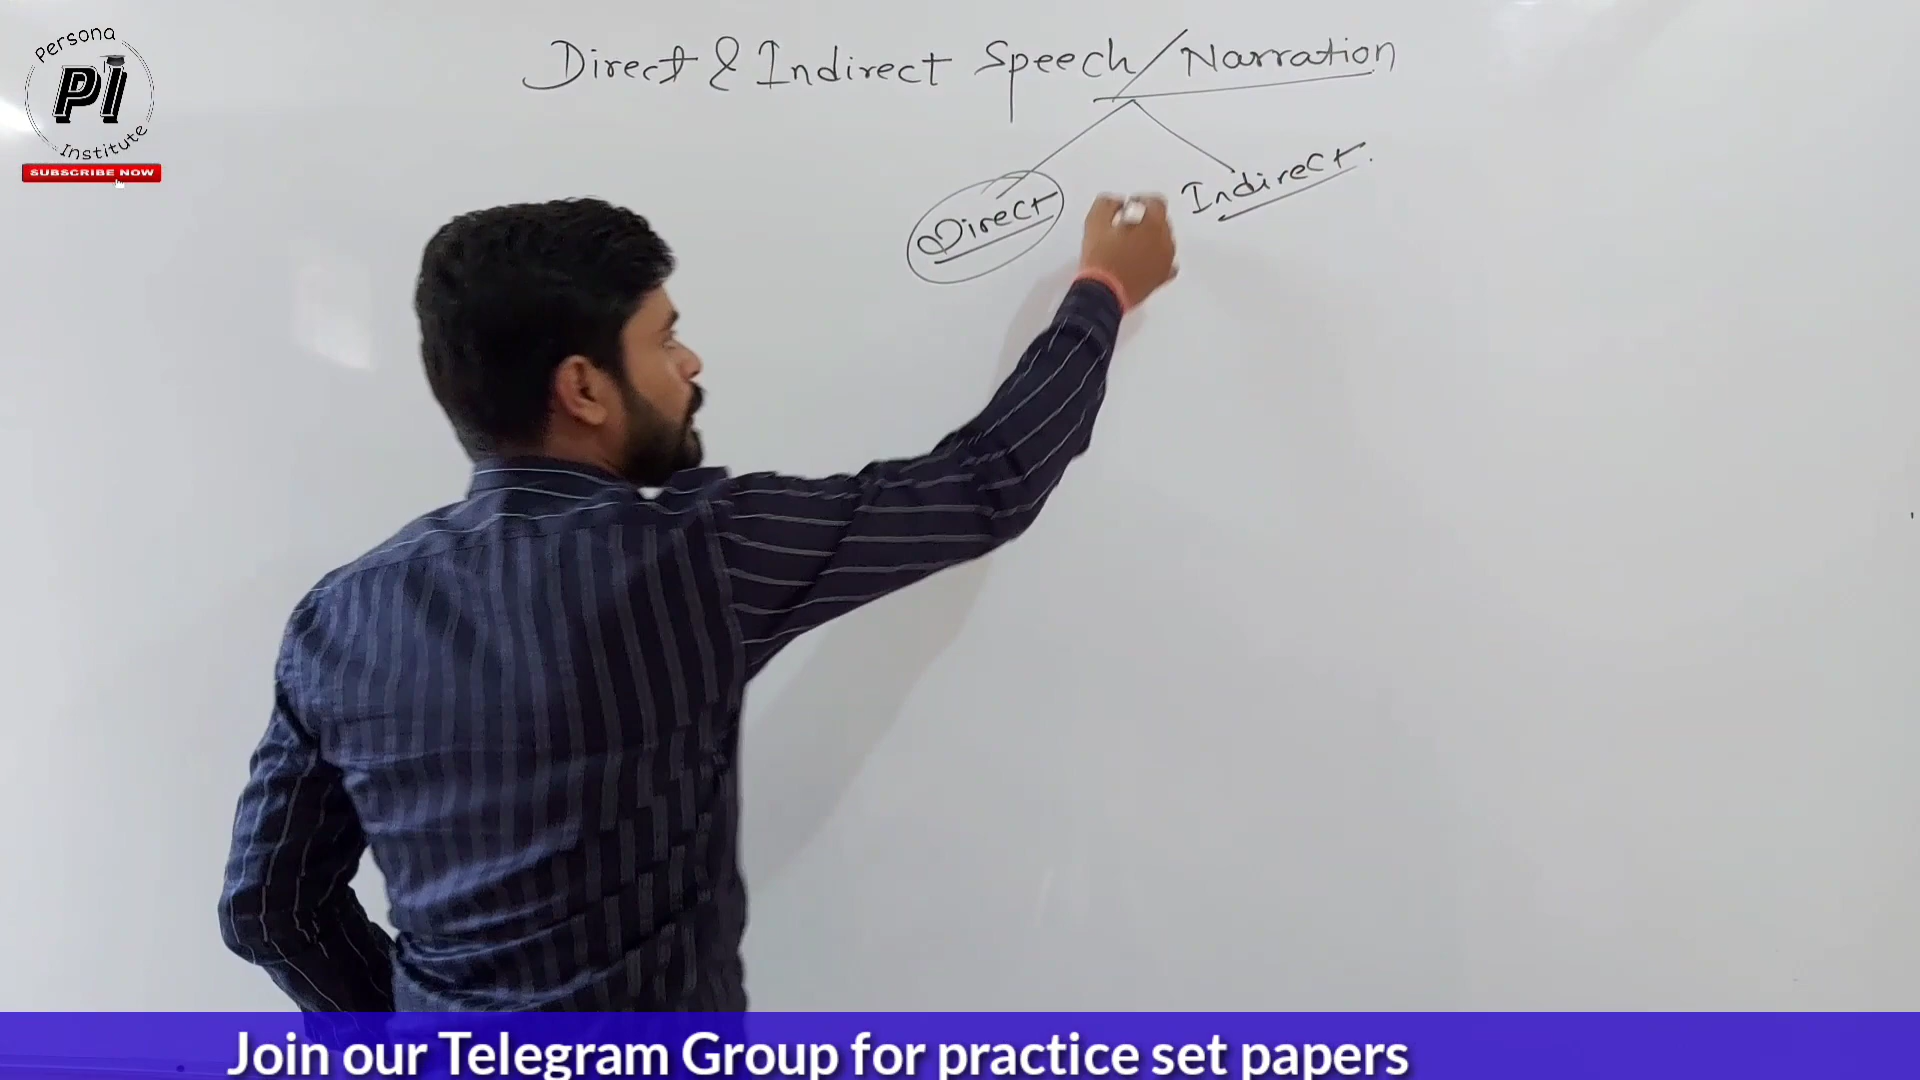 Persona
PI
Institute
SUBSCRIBE NOW
Direct & Indirect Speech/Narration
Direct
Indirect.
Join our Telegram Group for practice set papers